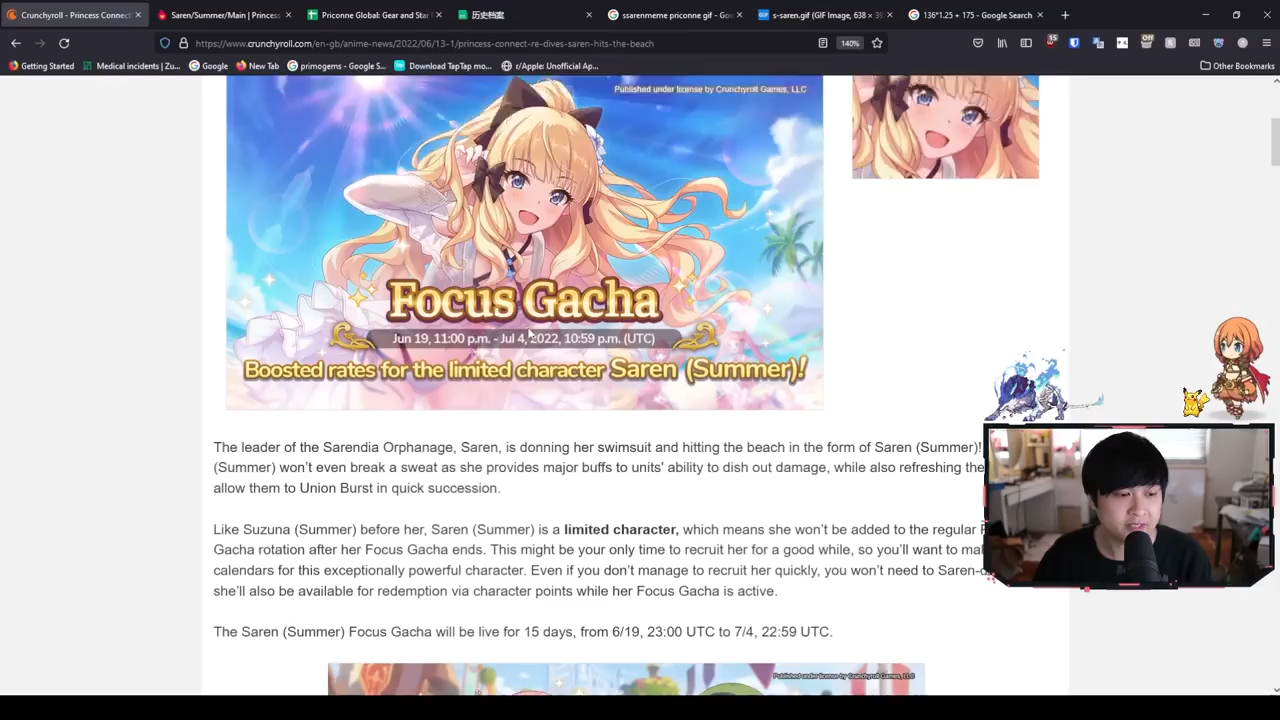 Crunchyroll - Princess Connect
Saren/Summer/Main | Princess
Priconne Global: Gear and Star
历史档案
ssarenmeme priconne gif - Goo
s-saren.gif (GIF Image, 638 × 35
136*1.25 + 175 - Google Search
https://www.crunchyroll.com/en-gb/anime-news/2022/06/13-1/princess-connect-re-dives-saren-hits-the-beach
140%
15
Off
Getting Started
Medical incidents | Zu...
Google
New Tab
primogems - Google S...
Download TapTap mo...
r/Apple: Unofficial Ap...
Other Bookmarks
Published under license by Crunchyroll Games, LLC
Focus Gacha
Jun 19, 11:00 p.m. - Jul 4, 2022, 10:59 p.m. (UTC)
Boosted rates for the limited character Saren (Summer)!
The leader of the Sarendia Orphanage, Saren, is donning her swimsuit and hitting the beach in the form of Saren (Summer)!
(Summer) won't even break a sweat as she provides major buffs to units' ability to dish out damage, while also refreshing the
allow them to Union Burst in quick succession.
Like Suzuna (Summer) before her, Saren (Summer) is a limited character, which means she won't be added to the regular
Gacha rotation after her Focus Gacha ends. This might be your only time to recruit her for a good while, so you'll want to
calendars for this exceptionally powerful character. Even if you don't manage to recruit her quickly, you won't need to
she'll also be available for redemption via character points while her Focus Gacha is active.
The Saren (Summer) Focus Gacha will be live for 15 days, from 6/19, 23:00 UTC to 7/4, 22:59 UTC.
Published under license by Crunchyroll Games, LLC